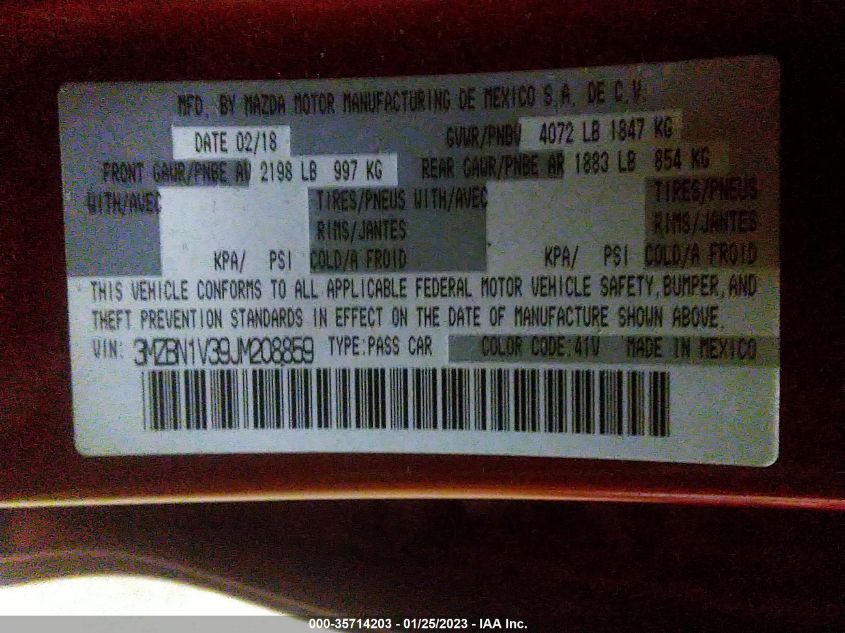 MFD. BY MAZDA MOTOR MANUFACTURING DE MEXICO S.A. DE C.V.
DATE 02/18 GVWR/PNBV 4072 LB 1847 KG
FRONT GAWR/PNBE AV 2198 LB 997 KG REAR GAWR/PNBE AR 1883 LB 854 KG
WITH/AVEC TIRES/PNEUS WITH/AVEC TIRES/PNEUS
RIMS/JANTES RIMS/JANTES
KPA/ PSI COLD/A FROID KPA/ PSI COLD/A FROID
THIS VEHICLE CONFORMS TO ALL APPLICABLE FEDERAL MOTOR VEHICLE SAFETY, BUMPER, AND
THEFT PREVENTION STANDARDS IN EFFECT ON THE DATE OF MANUFACTURE SHOWN ABOVE.
VIN: 3MZBN1V39JM208859 TYPE:PASS CAR COLOR CODE:41V MADE IN MEXICO
000-35714203 - 01/25/2023 - IAA Inc.